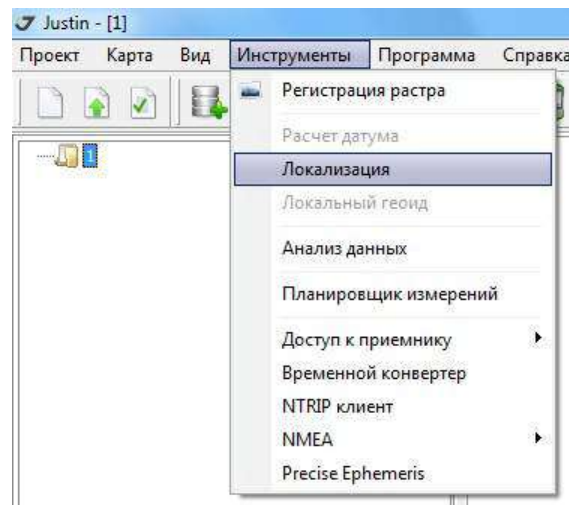 Justin - [1]
Проект Карта Вид Инструменты Программа Справка
Регистрация растра
Расчет датума
1
Локализация
Локальный геоид
Анализ данных
Планировщик измерений
Доступ к приемнику
Временной конвертер
NTRIP клиент
NMEA
Precise Ephemeris